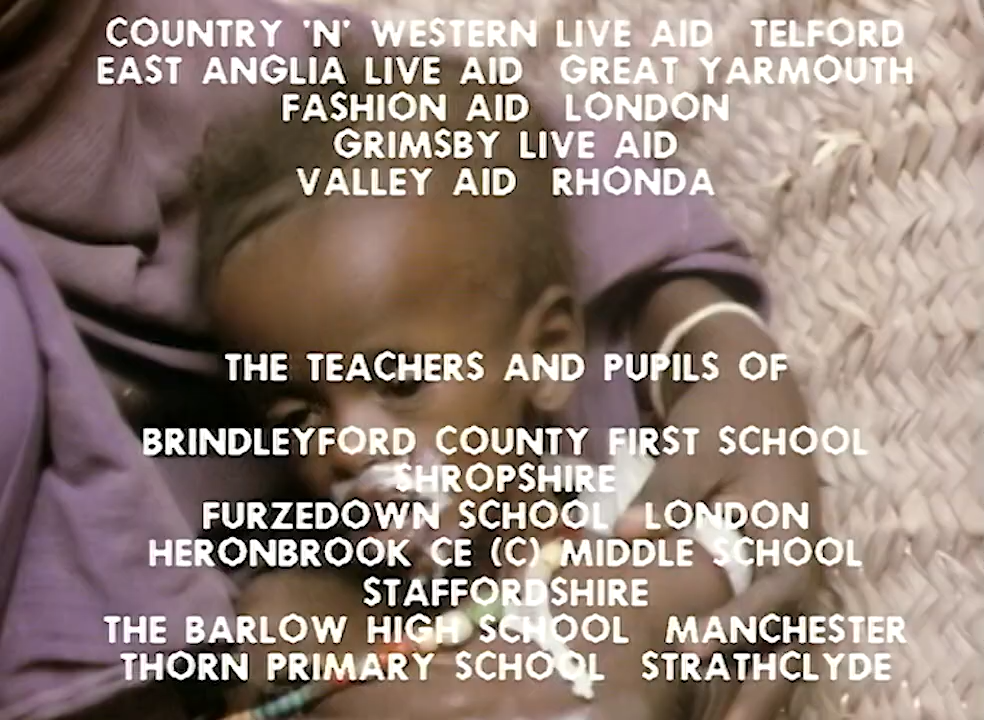 COUNTRY 'N' WESTERN LIVE AID TELFORD
EAST ANGLIA LIVE AID GREAT YARMOUTH
FASHION AID LONDON
GRIMSBY LIVE AID
VALLEY AID RHONDA
THE TEACHERS AND PUPILS OF
BRINDLEYFORD COUNTY FIRST SCHOOL
SHROPSHIRE
FURZEDOWN SCHOOL LONDON
HERONBROOK CE (C) MIDDLE SCHOOL
STAFFORDSHIRE
THE BARLOW HIGH SCHOOL MANCHESTER
THORN PRIMARY SCHOOL STRATHCLYDE